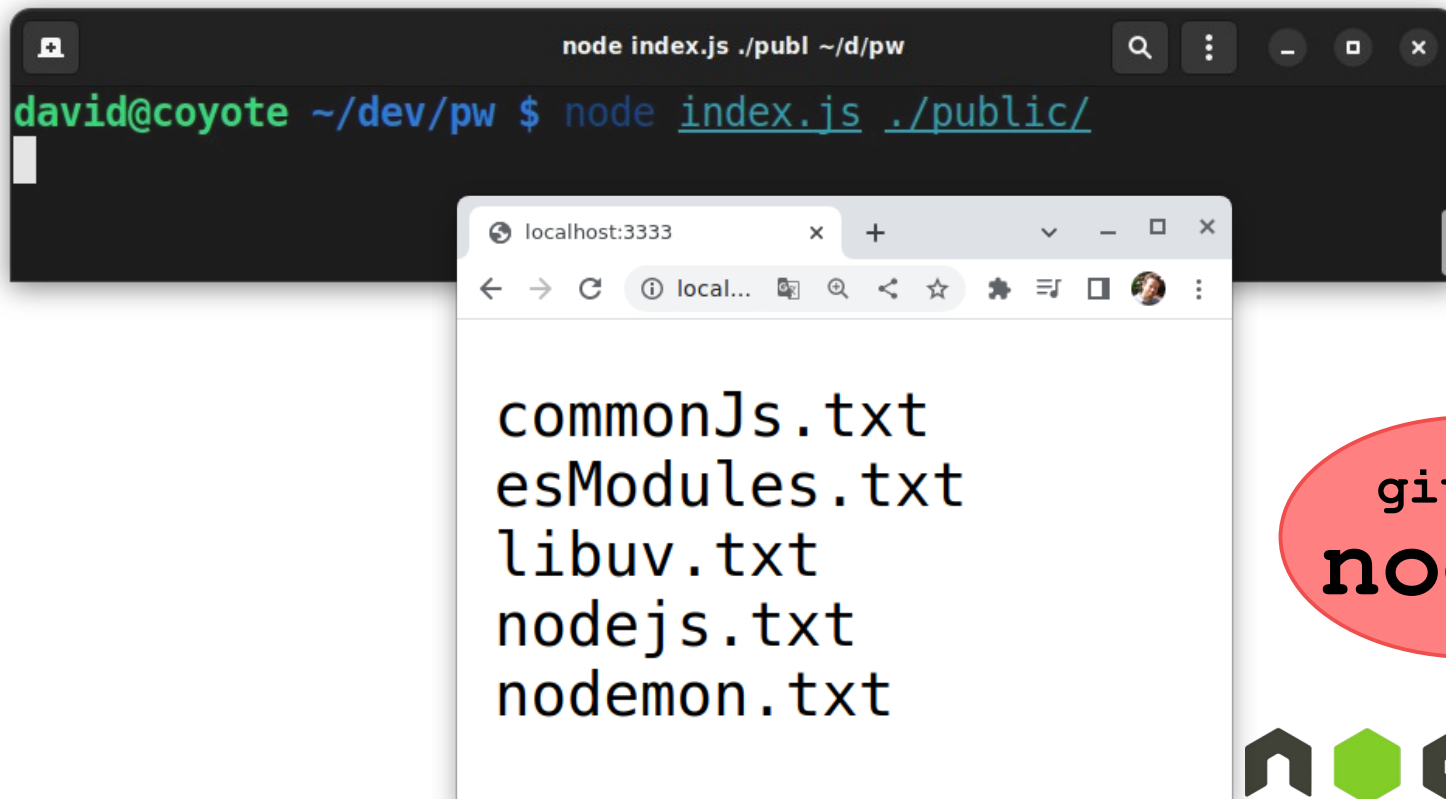 node index.js ./publ ~/d/pw
david@coyote ~/dev/pw $ node index.js ./public/
localhost:3333
local...
commonJs.txt
esModules.txt
libuv.txt
nodejs.txt
nodemon.txt